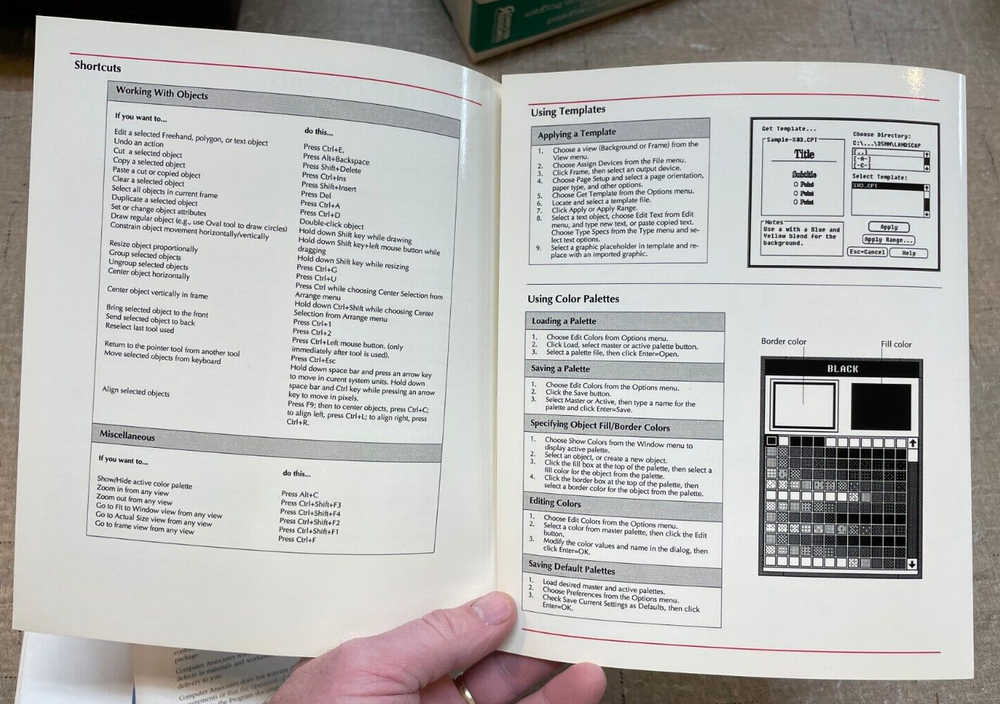 Shortcuts
Working With Objects
If you want to...
do this...
Edit a selected Freehand, polygon, or text object
Press Ctrl+E.
Undo an action
Press Alt+Backspace
Cut a selected object
Press Shift+Delete
Copy a selected object
Press Ctrl+Ins
Paste a cut or copied object
Press Shift+Insert
Clear a selected object
Press Del
Select all objects in current frame
Press Ctrl+A
Duplicate a selected object
Press Ctrl+D
Set or change object attributes
Double-click object
Draw regular object (e.g., use Oval tool to draw circles)
Hold down Shift key while drawing
Constrain object movement horizontally/vertically
Hold down Shift key+left mouse button while
dragging
Resize object proportionally
Hold down Shift key while resizing
Group selected objects
Press Ctrl+G
Ungroup selected objects
Press Ctrl+U
Center object horizontally
Press Ctrl while choosing Center Selection from
Arrange menu
Center object vertically in frame
Hold down Ctrl+Shift while choosing Center
Selection from Arrange menu
Bring selected object to the front
Press Ctrl+1
Send selected object to back
Press Ctrl+2
Reselect last tool used
Press Ctrl+Left mouse button. (only
immediately after tool is used).
Return to the pointer tool from another tool
Press Ctrl+Esc
Move selected objects from keyboard
Hold down space bar and press an arrow key
to move in curent system units. Hold down
space bar and Ctrl key while pressing an arrow
key to move in pixels.
Align selected objects
Press F9; then to center objects, press Ctrl+C;
to align left, press Ctrl+L; to align right, press
Ctrl+R.
Miscellaneous
If you want to...
do this...
Show/Hide active color palette
Press Alt+C
Zoom in from any view
Press Ctrl+Shift+F3
Zoom out from any view
Press Ctrl+Shift+F4
Go to Fit to Window view from any view
Press Ctrl+Shift+F2
Go to Actual Size view from any view
Press Ctrl+Shift+F1
Go to frame view from any view
Press Ctrl+F
Using Templates
Applying a Template
1. Choose a view (Background or Frame) from the
View menu.
2. Choose Assign Devices from the File menu.
3. Click Frame, then select an output device.
4. Choose Page Setup and select a page orientation,
paper type, and other options.
5. Choose Get Template from the Options menu.
6. Locate and select a template file.
7. Click Apply or Apply Range.
8. Select a text object, choose Edit Text from Edit
menu, and type new text, or paste copied text.
Choose Type Specs from the Type menu and se-
lect text options.
9. Select a graphic placeholder in template and re-
place with an imported graphic.
Get Template...
Sample-X03.CPT
Title
Subtitle
Point
Point
Point
Notes
Use a with a Blue and
Yellow blend For the
background.
Choose Directory:
C:\...\35MM\LANDSCAP
[..]
[-A-]
[-C-]
Select Template:
X03.CPT
Apply
Apply Range...
Esc=Cancel
Help
Using Color Palettes
Loading a Palette
1. Choose Edit Colors from the Options menu.
2. Click Load, select master or active palette button.
3. Select a palette file, then click Enter=Open.
Saving a Palette
1. Choose Edit Colors from the Options menu.
2. Click the Save button.
3. Select Master or Active, then type a name for the
palette and click Enter=Save.
Specifying Object Fill/Border Colors
1. Choose Show Colors from the Window menu to
display active palette.
2. Select an object, or create a new object.
3. Click the fill box at the top of the palette, then select a
fill color for the object from the palette.
4. Click the border box at the top of the palette, then
select a border color for the object from the palette.
Editing Colors
1. Choose Edit Colors from the Options menu.
2. Select a color from master palette, then click the Edit
button.
3. Modify the color values and name in the dialog, then
click Enter=OK.
Saving Default Palettes
1. Load desired master and active palettes.
2. Choose Preferences from the Options menu.
3. Check Save Current Settings as Defaults, then click
Enter=OK.
Border color
Fill color
BLACK
package.
Computer Associates
defects in materials and
delivery to you.
Computer Associates does not warrant